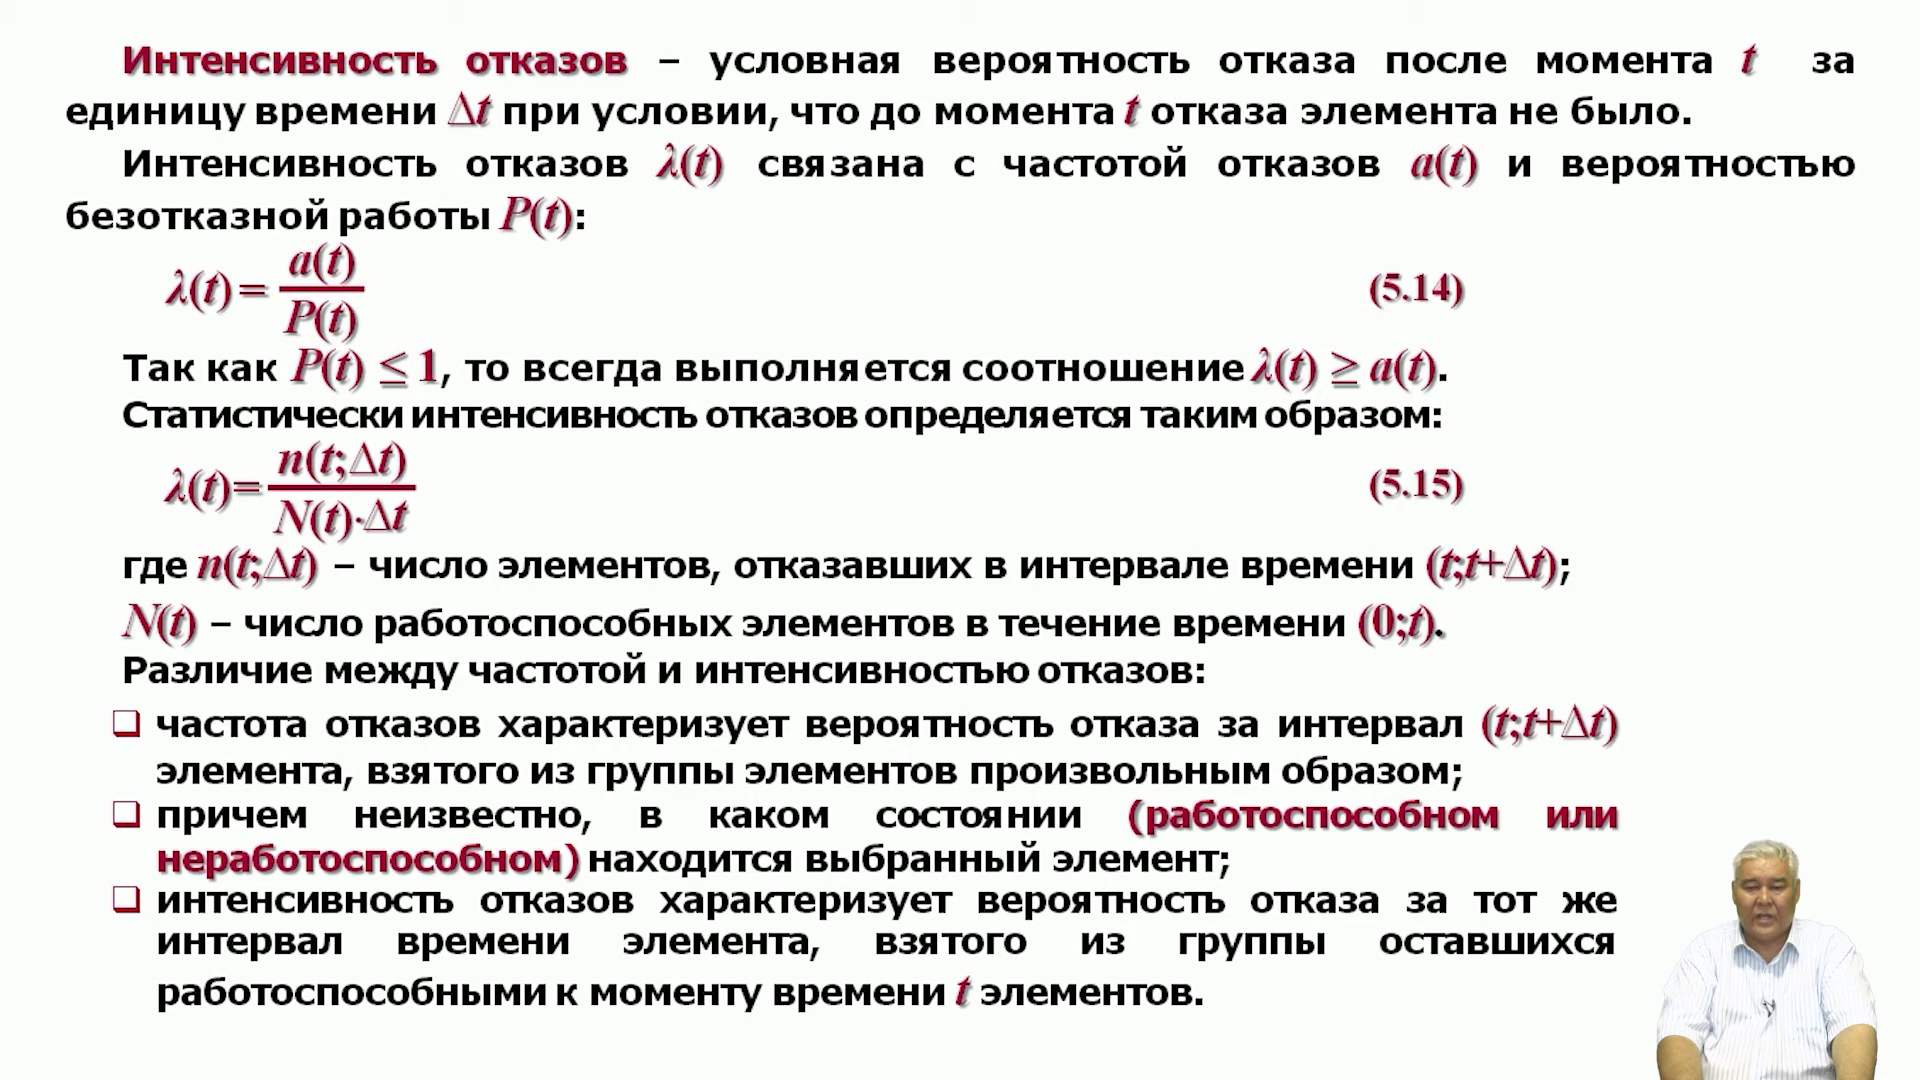 Интенсивность отказов – условная вероятность отказа после момента t за
единицу времени Δt при условии, что до момента t отказа элемента не было.
Интенсивность отказов λ(t) связана с частотой отказов a(t) и вероятностью
безотказной работы P(t):
λ(t) = a(t) / P(t) (5.14)
Так как P(t) ≤ 1, то всегда выполняется соотношение λ(t) ≥ a(t).
Статистически интенсивность отказов определяется таким образом:
λ(t)= n(t;Δt) / N(t)·Δt (5.15)
где n(t;Δt) – число элементов, отказавших в интервале времени (t;t+Δt);
N(t) – число работоспособных элементов в течение времени (0;t).
Различие между частотой и интенсивностью отказов:
❑ частота отказов характеризует вероятность отказа за интервал (t;t+Δt)
элемента, взятого из группы элементов произвольным образом;
❑ причем неизвестно, в каком состоянии (работоспособном или
неработоспособном) находится выбранный элемент;
❑ интенсивность отказов характеризует вероятность отказа за тот же
интервал времени элемента, взятого из группы оставшихся
работоспособными к моменту времени t элементов.